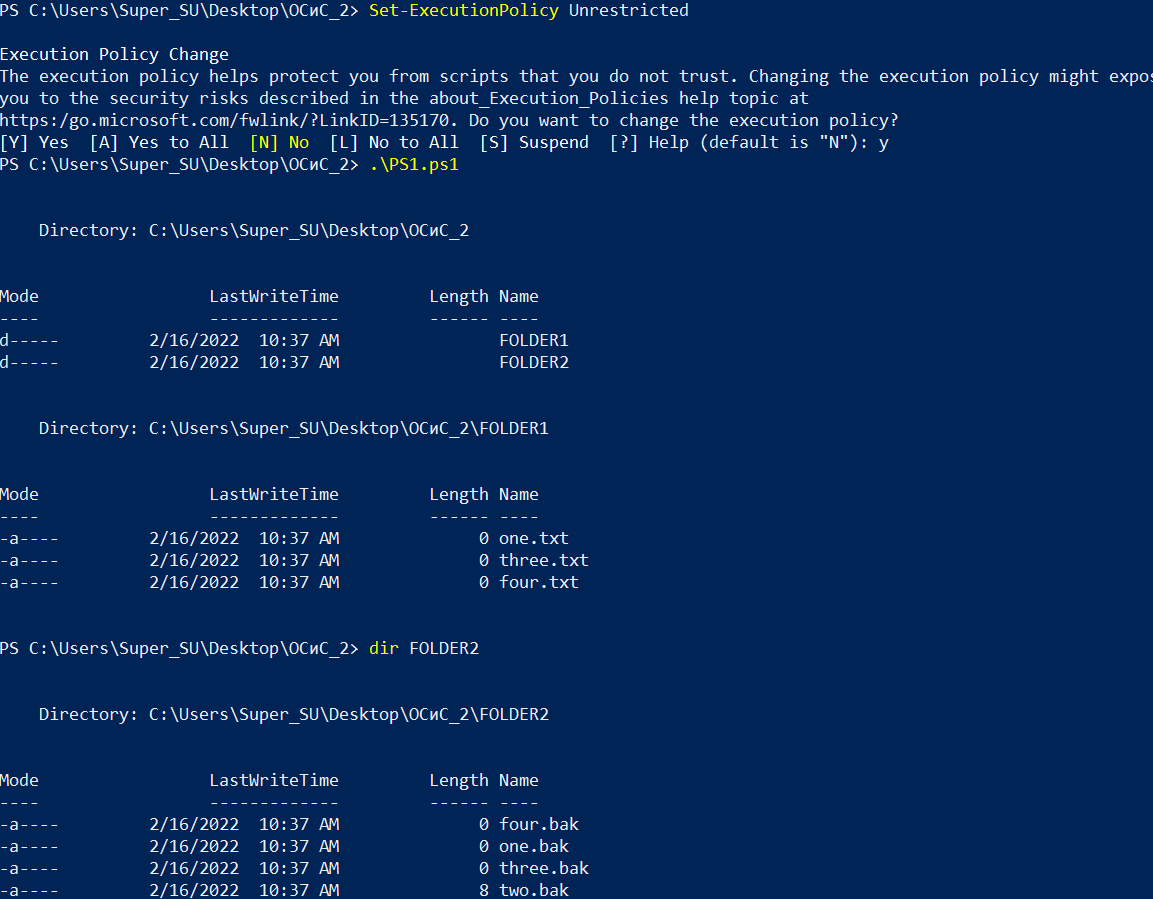 PS C:\Users\Super_SU\Desktop\ОСиС_2> Set-ExecutionPolicy Unrestricted
Execution Policy Change
The execution policy helps protect you from scripts that you do not trust. Changing the execution policy might expos
you to the security risks described in the about_Execution_Policies help topic at
https:/go.microsoft.com/fwlink/?LinkID=135170. Do you want to change the execution policy?
[Y] Yes  [A] Yes to All  [N] No  [L] No to All  [S] Suspend  [?] Help (default is "N"): y
PS C:\Users\Super_SU\Desktop\ОСиС_2> .\PS1.ps1
Directory: C:\Users\Super_SU\Desktop\ОСиС_2
Mode                 LastWriteTime         Length Name
----                 -------------         ------ ----
d-----         2/16/2022  10:37 AM                FOLDER1
d-----         2/16/2022  10:37 AM                FOLDER2
Directory: C:\Users\Super_SU\Desktop\ОСиС_2\FOLDER1
Mode                 LastWriteTime         Length Name
----                 -------------         ------ ----
-a----         2/16/2022  10:37 AM              0 one.txt
-a----         2/16/2022  10:37 AM              0 three.txt
-a----         2/16/2022  10:37 AM              0 four.txt
PS C:\Users\Super_SU\Desktop\ОСиС_2> dir FOLDER2
Directory: C:\Users\Super_SU\Desktop\ОСиС_2\FOLDER2
Mode                 LastWriteTime         Length Name
----                 -------------         ------ ----
-a----         2/16/2022  10:37 AM              0 four.bak
-a----         2/16/2022  10:37 AM              0 one.bak
-a----         2/16/2022  10:37 AM              0 three.bak
-a----         2/16/2022  10:37 AM              8 two.bak